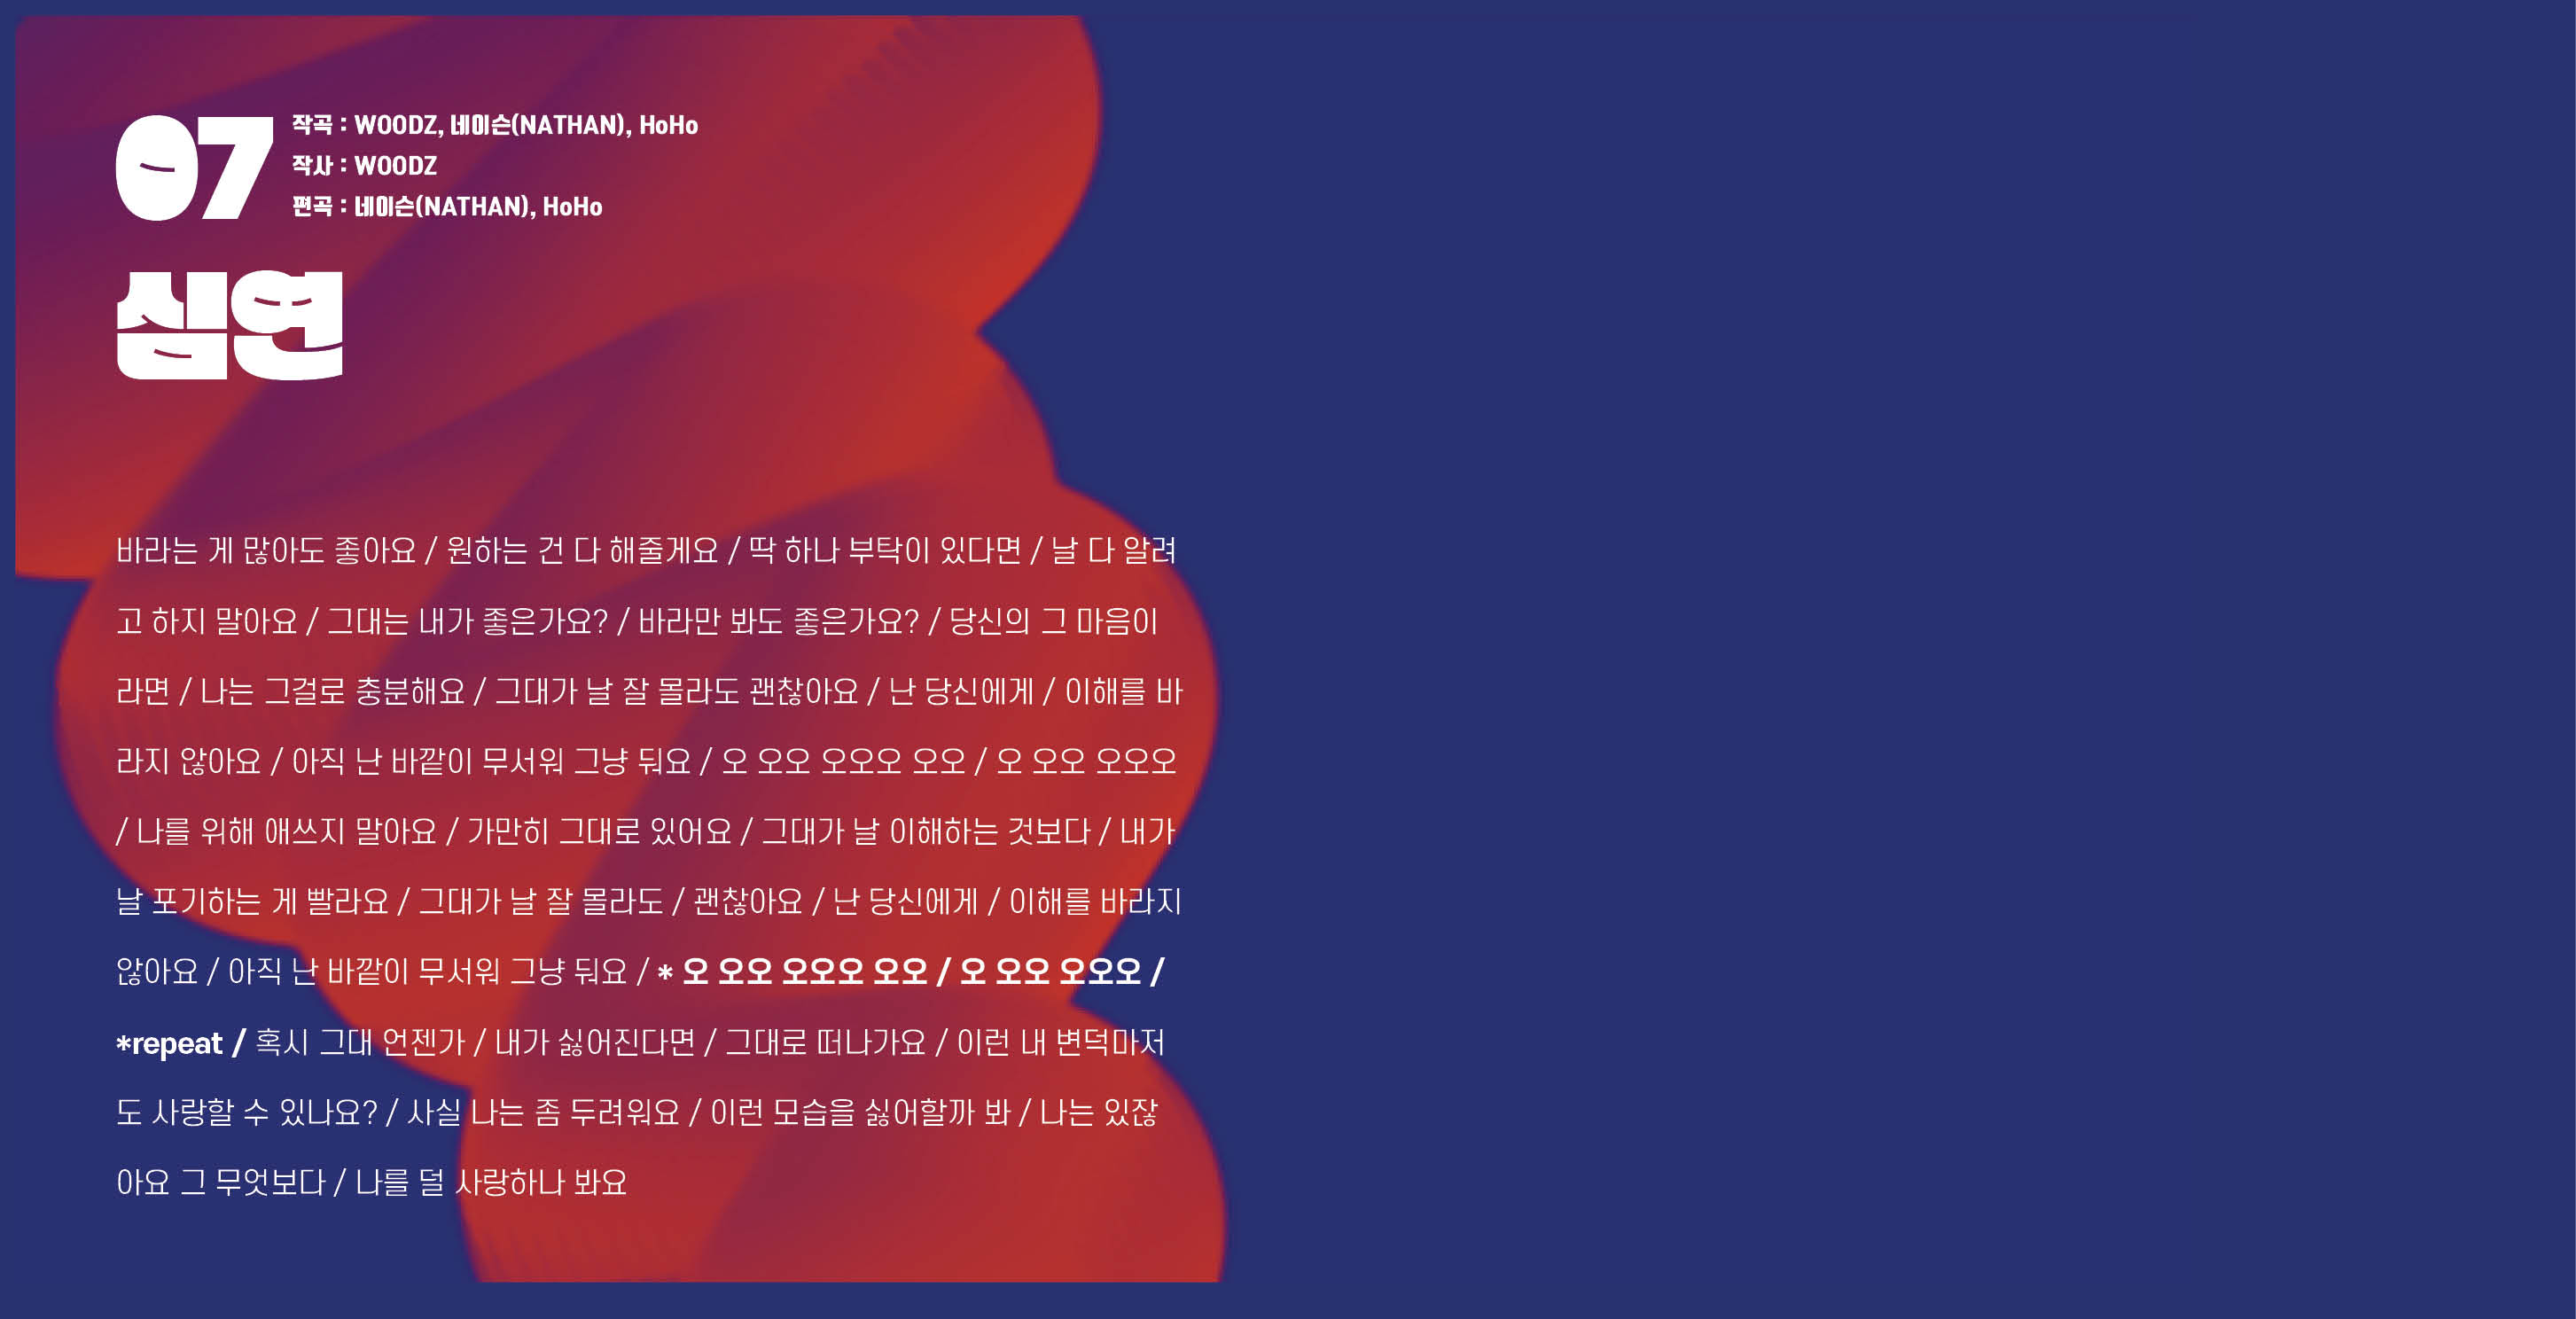 07
작곡 : WOODZ, 네이슨(NATHAN), HoHo
작사 : WOODZ
편곡 : 네이슨(NATHAN), HoHo
심연
바라는 게 많아도 좋아요 / 원하는 건 다 해줄게요 / 딱 하나 부탁이 있다면 / 날 다 알려
고 하지 말아요 / 그대는 내가 좋은가요? / 바라만 봐도 좋은가요? / 당신의 그 마음이
라면 / 나는 그걸로 충분해요 / 그대가 날 잘 몰라도 괜찮아요 / 난 당신에게 / 이해를 바
라지 않아요 / 아직 난 바깥이 무서워 그냥 둬요 / 오 오오 오오오 오오 / 오 오오 오오오
/ 나를 위해 애쓰지 말아요 / 가만히 그대로 있어요 / 그대가 날 이해하는 것보다 / 내가
날 포기하는 게 빨라요 / 그대가 날 잘 몰라도 / 괜찮아요 / 난 당신에게 / 이해를 바라지
않아요 / 아직 난 바깥이 무서워 그냥 둬요 / * 오 오오 오오오 오오 / 오 오오 오오오 /
*repeat / 혹시 그대 언젠가 / 내가 싫어진다면 / 그대로 떠나가요 / 이런 내 변덕마저
도 사랑할 수 있나요? / 사실 나는 좀 두려워요 / 이런 모습을 싫어할까 봐 / 나는 있잖
아요 그 무엇보다 / 나를 덜 사랑하나 봐요